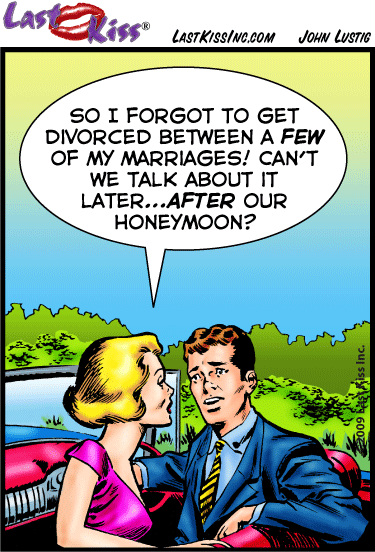 Last Kiss®
LastKissInc.com John Lustig
SO I FORGOT TO GET
DIVORCED BETWEEN A FEW
OF MY MARRIAGES! CAN'T
WE TALK ABOUT IT
LATER...AFTER OUR
HONEYMOON?
©2009 Last Kiss Inc.